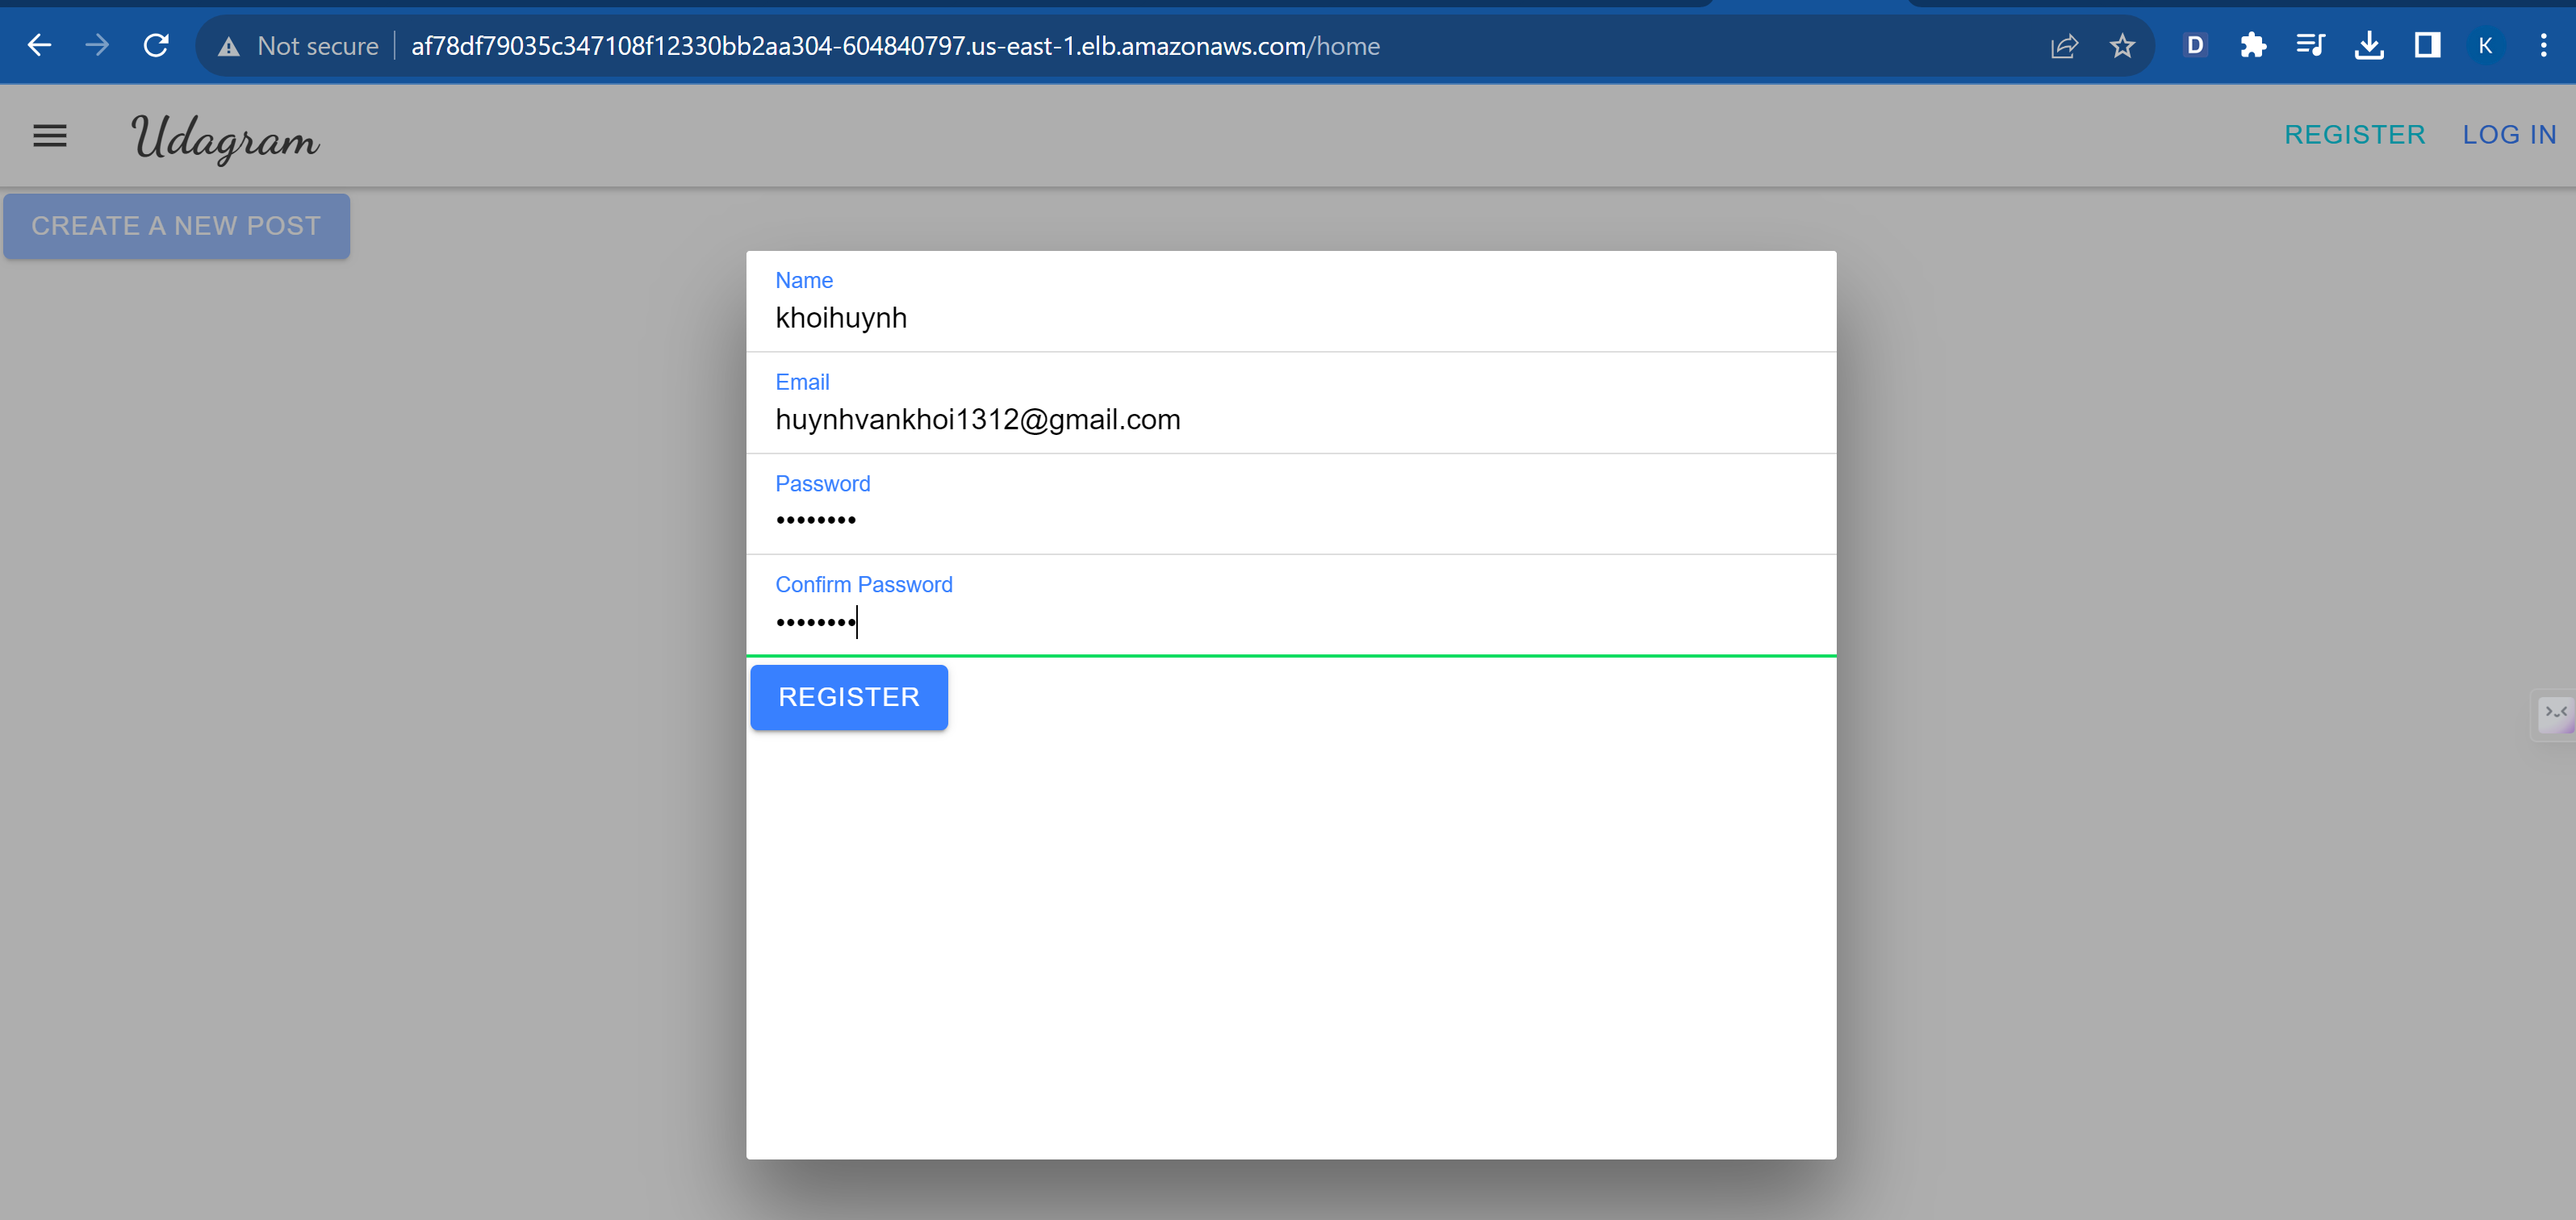 Not secure af78df79035c347108f12330bb2aa304-604840797.us-east-1.elb.amazonaws.com/home D K
Udagram REGISTER LOG IN
CREATE A NEW POST
Name
khoihuynh
Email
huynhvankhoi1312@gmail.com
Password
••••••••
Confirm Password
••••••••
REGISTER